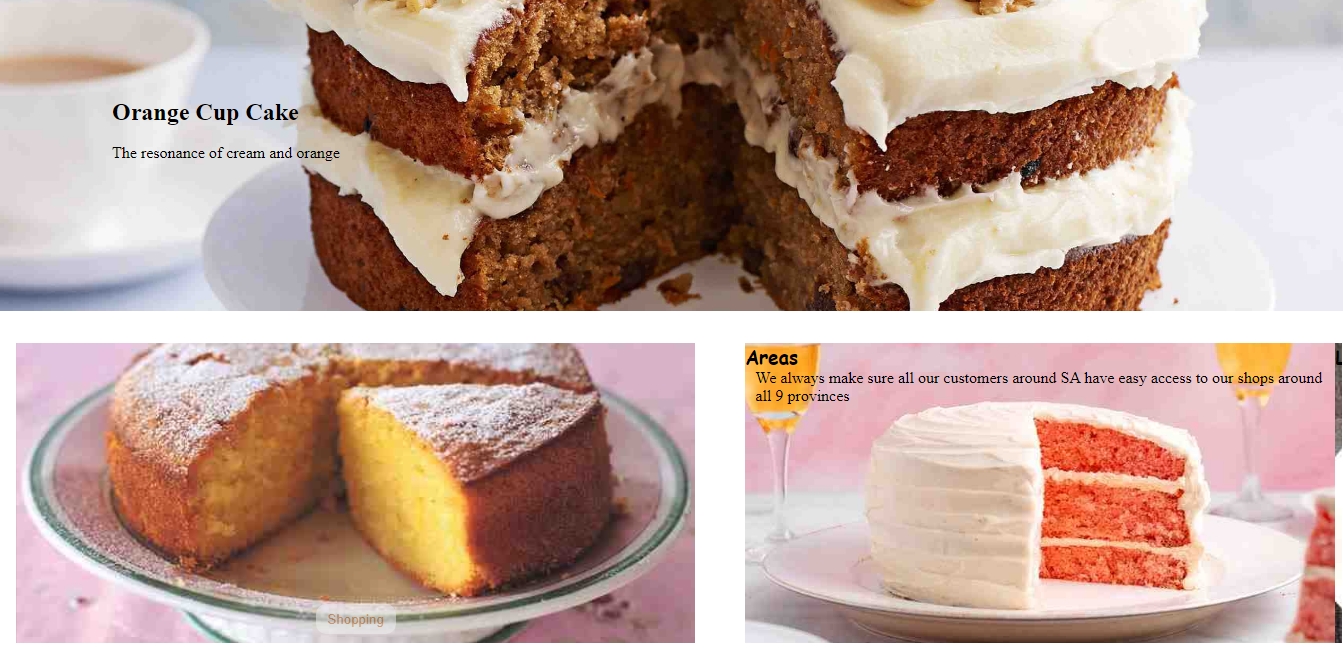 Orange Cup Cake
The resonance of cream and orange
Areas
We always make sure all our customers around SA have easy access to our shops around
all 9 provinces
Shopping